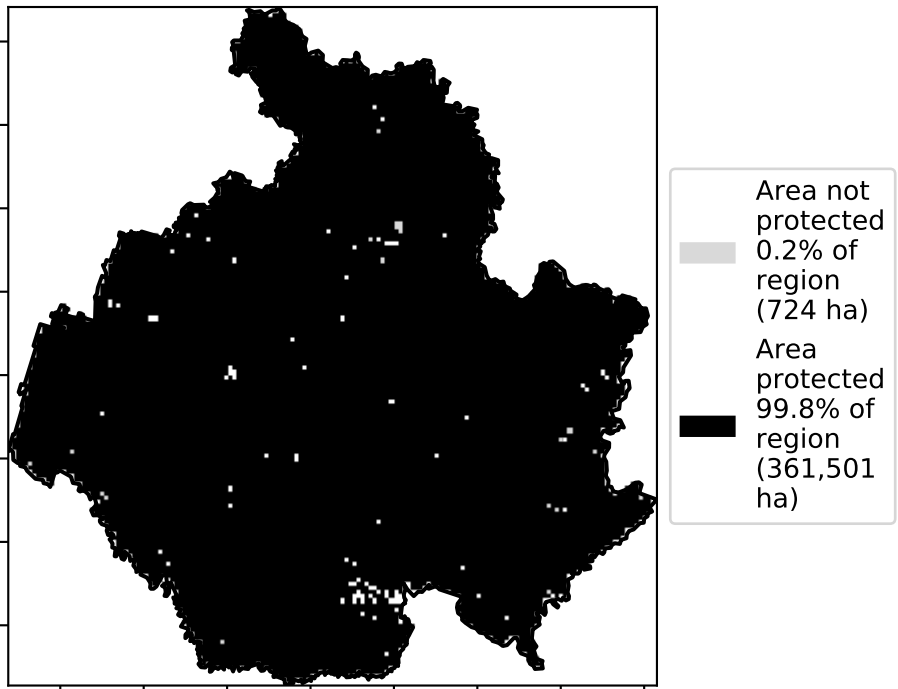 Area not
protected
0.2% of
region
(724 ha)
Area
protected
99.8% of
region
(361,501
ha)